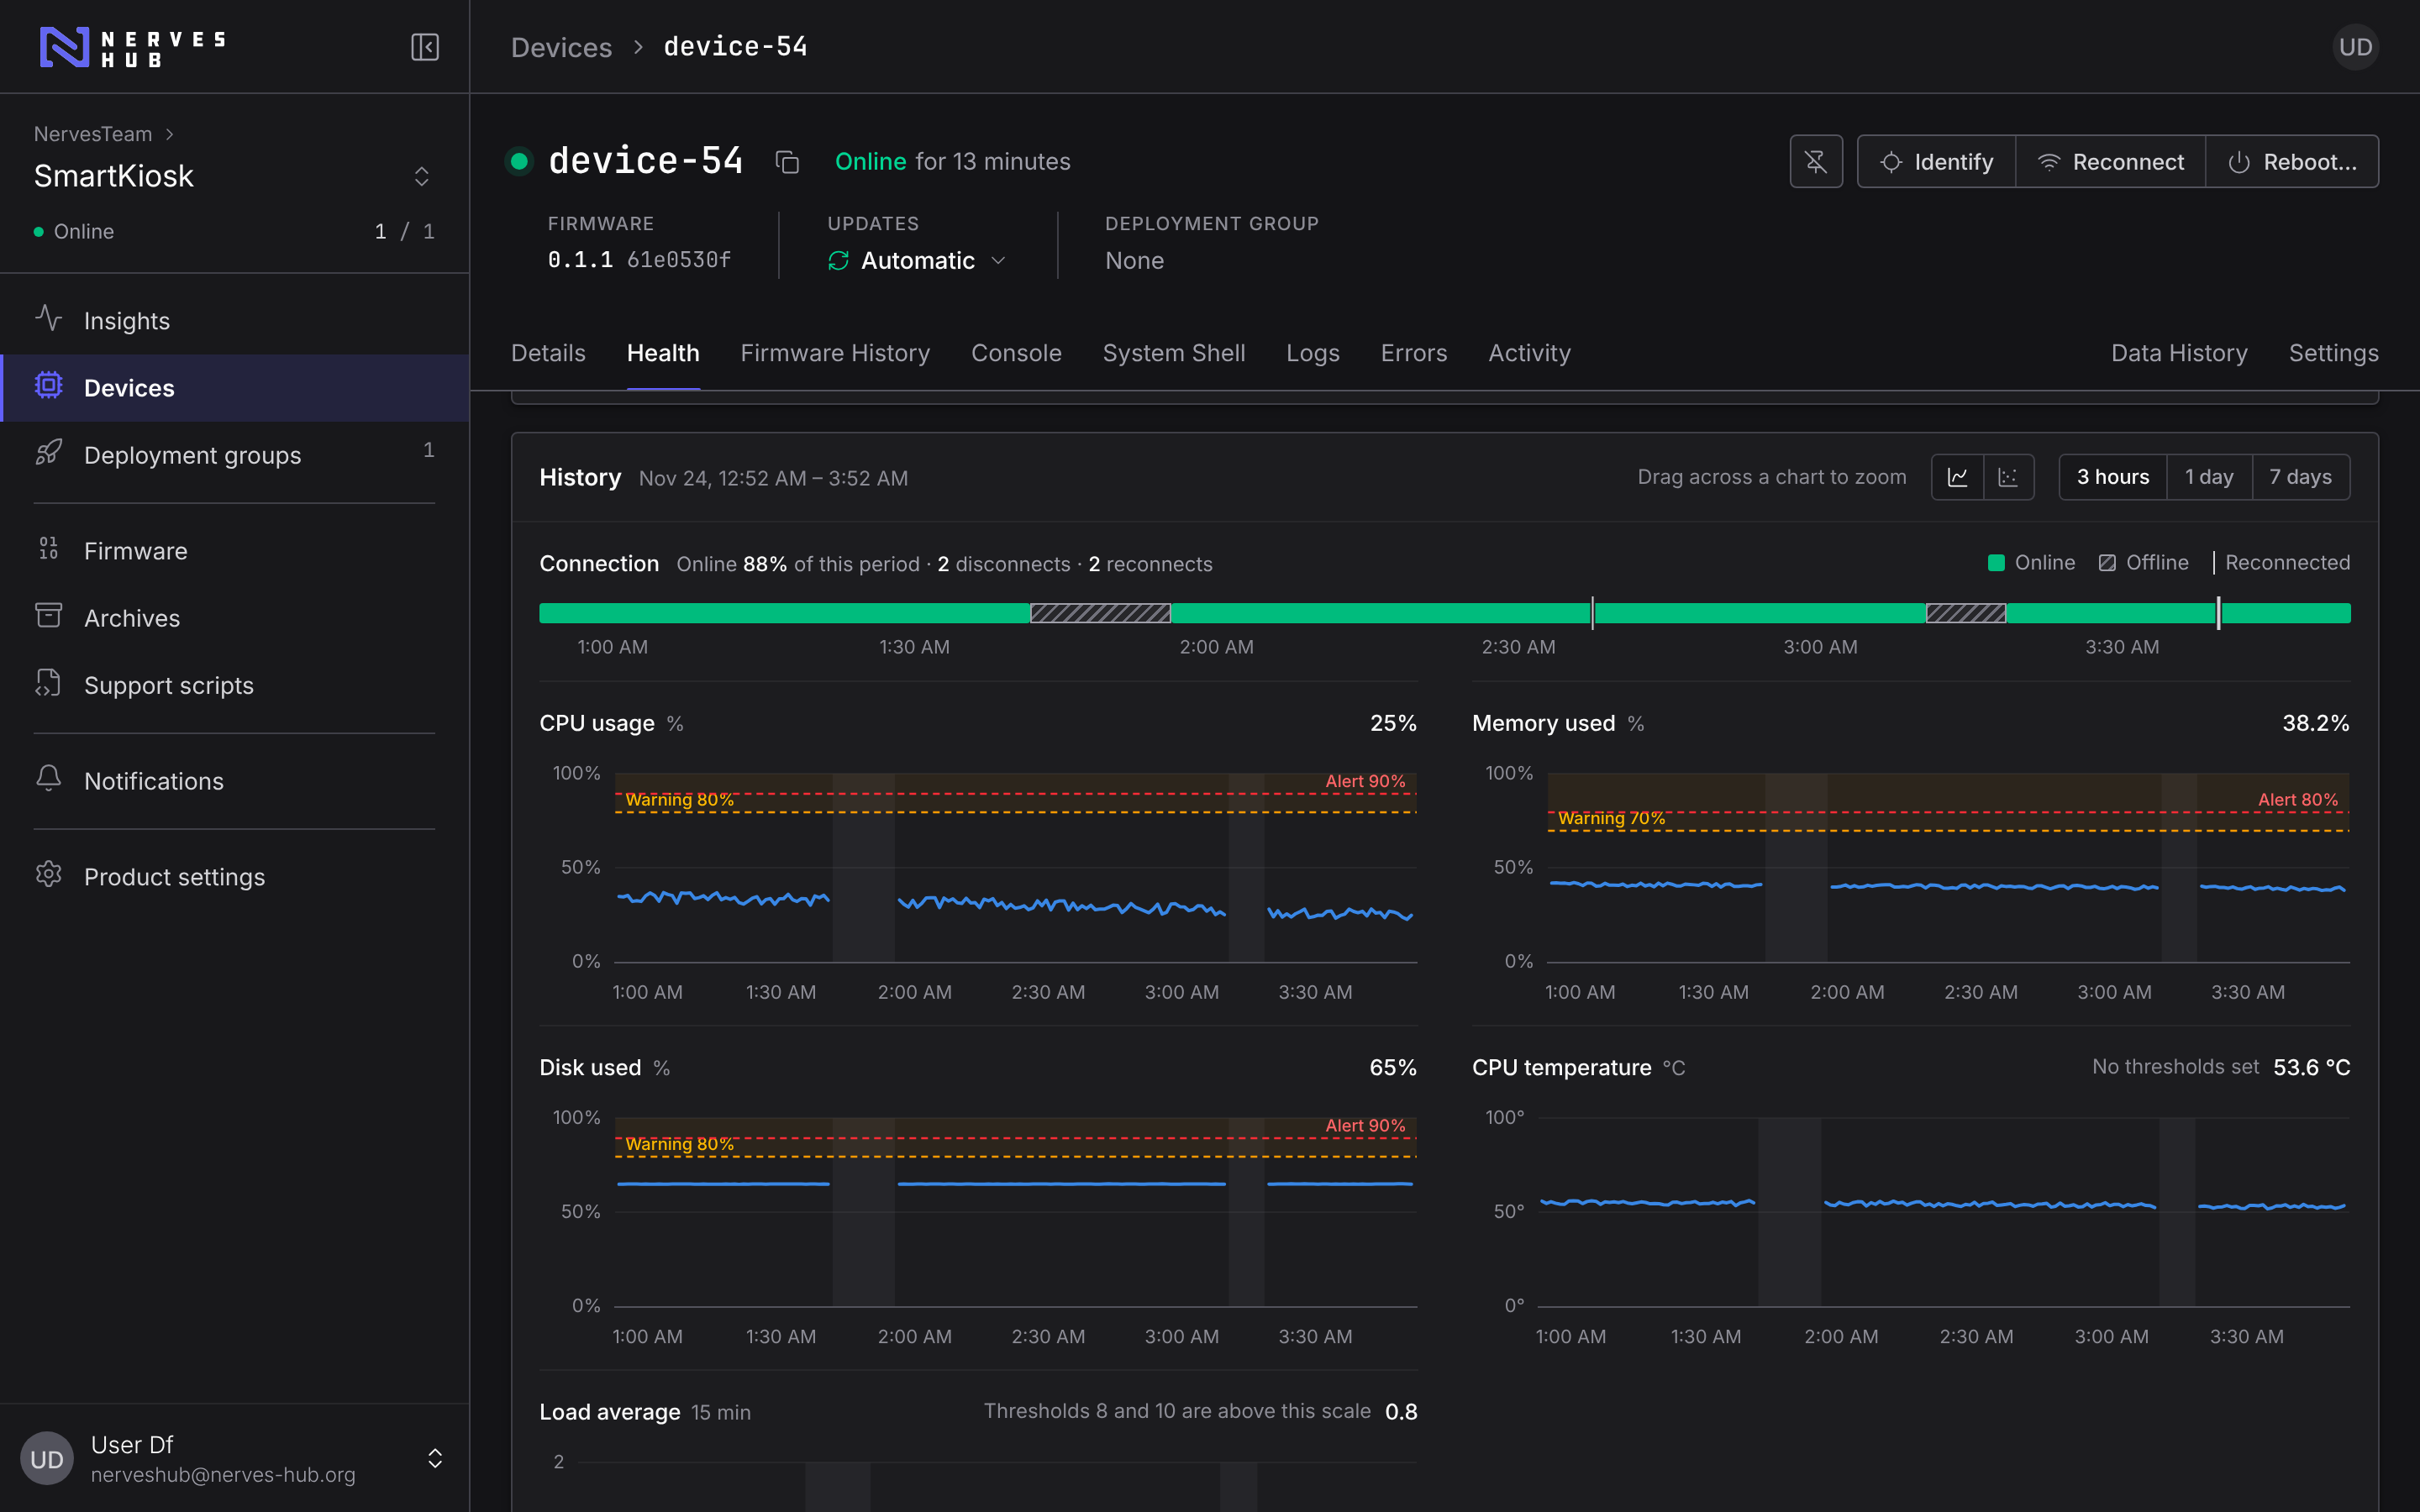 NERVES
HUB
Devices > device-54
UD
NervesTeam >
SmartKiosk
Online 1 / 1
Insights
Devices
Deployment groups 1
Firmware
Archives
Support scripts
Notifications
Product settings
User Df
nerveshub@nerves-hub.org
UD
device-54 Online for 13 minutes
Identify Reconnect Reboot...
FIRMWARE UPDATES DEPLOYMENT GROUP
0.1.1 61e0530f Automatic None
Details Health Firmware History Console System Shell Logs Errors Activity Data History Settings
History Nov 24, 12:52 AM – 3:52 AM Drag across a chart to zoom 3 hours 1 day 7 days
Connection Online 88% of this period · 2 disconnects · 2 reconnects Online Offline Reconnected
1:00 AM 1:30 AM 2:00 AM 2:30 AM 3:00 AM 3:30 AM
CPU usage % 25%
100%
Alert 90%
Warning 80%
50%
0%
1:00 AM 1:30 AM 2:00 AM 2:30 AM 3:00 AM 3:30 AM
Memory used % 38.2%
100%
Alert 80%
Warning 70%
50%
0%
1:00 AM 1:30 AM 2:00 AM 2:30 AM 3:00 AM 3:30 AM
Disk used % 65%
100%
Alert 90%
Warning 80%
50%
0%
1:00 AM 1:30 AM 2:00 AM 2:30 AM 3:00 AM 3:30 AM
CPU temperature °C No thresholds set 53.6 °C
100°
50°
0°
1:00 AM 1:30 AM 2:00 AM 2:30 AM 3:00 AM 3:30 AM
Load average 15 min Thresholds 8 and 10 are above this scale 0.8
2